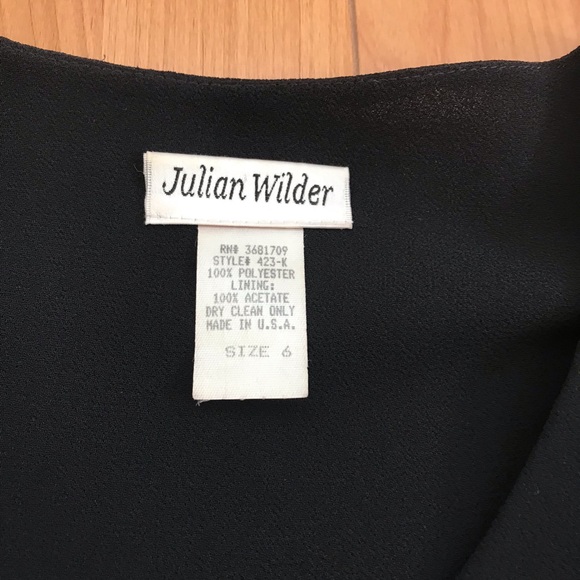 Julian Wilder
RN# 3681709
STYLE# 423-K
100% POLYESTER
LINING:
100% ACETATE
DRY CLEAN ONLY
MADE IN U.S.A.
SIZE 6